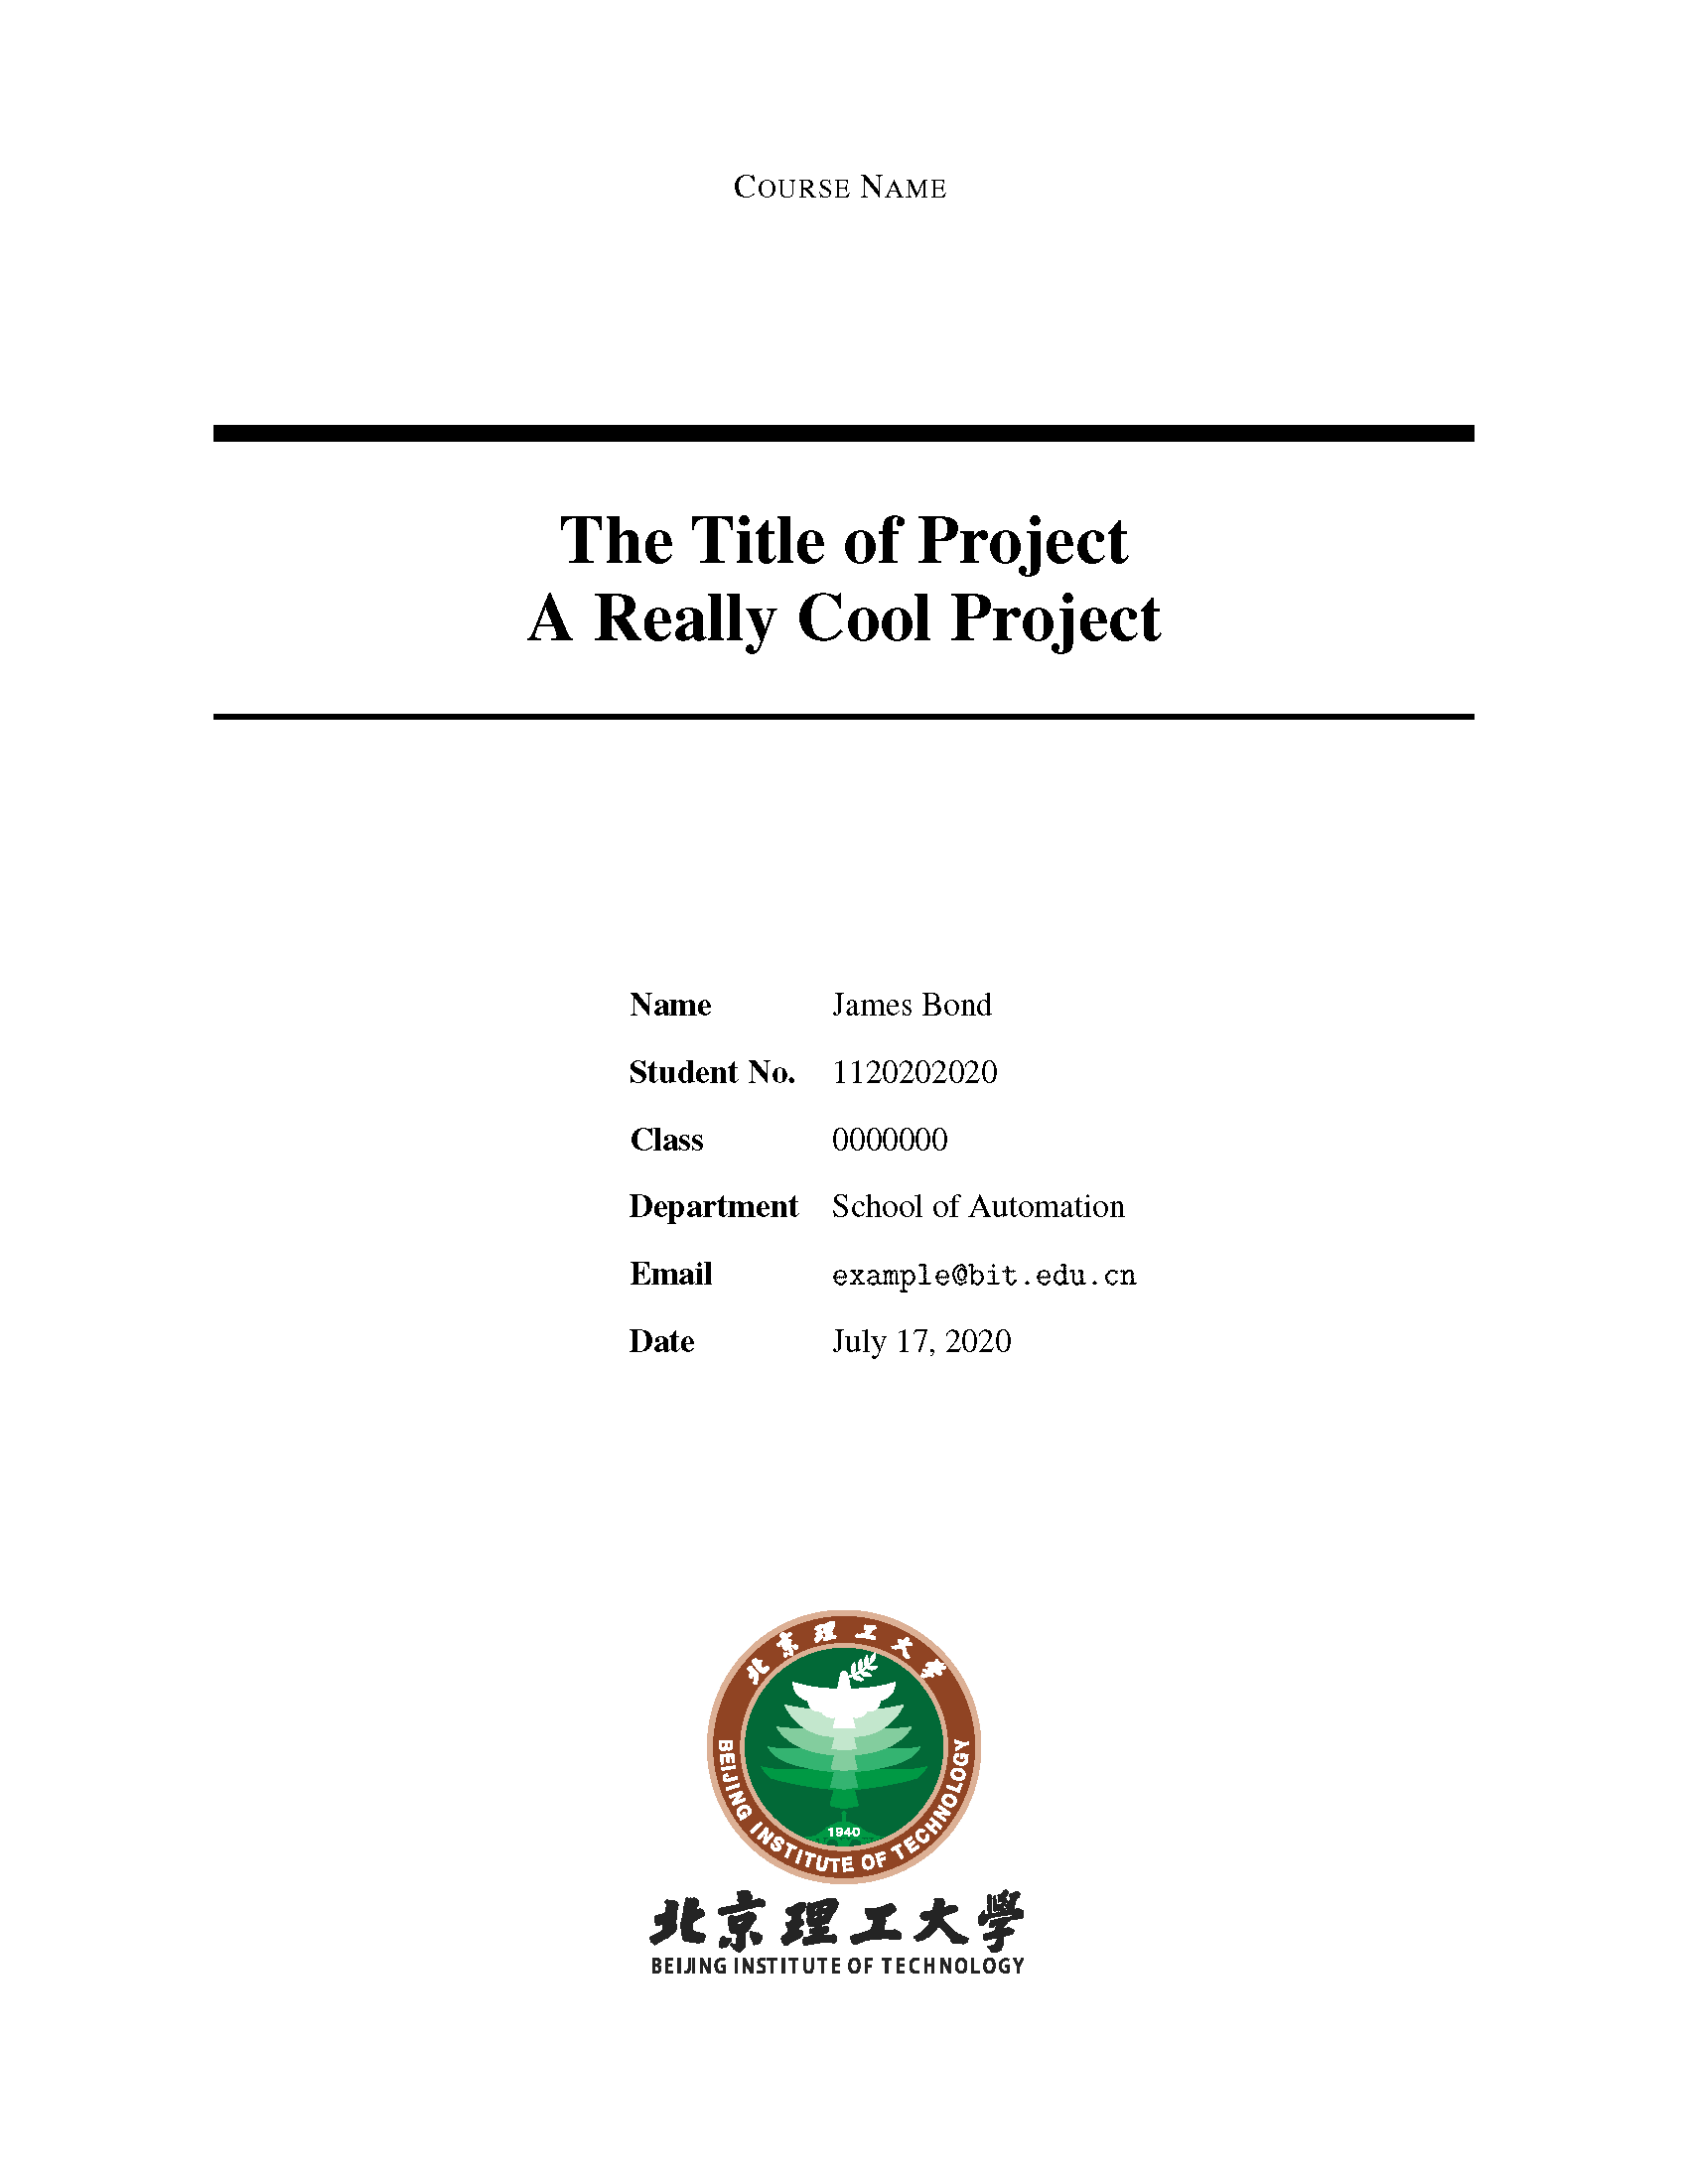 COURSE NAME
The Title of Project
A Really Cool Project
Name James Bond
Student No. 1120202020
Class 0000000
Department School of Automation
Email example@bit.edu.cn
Date July 17, 2020
北京理工大学
BEIJING INSTITUTE OF TECHNOLOGY
1940
北京理工大學
BEIJING INSTITUTE OF TECHNOLOGY